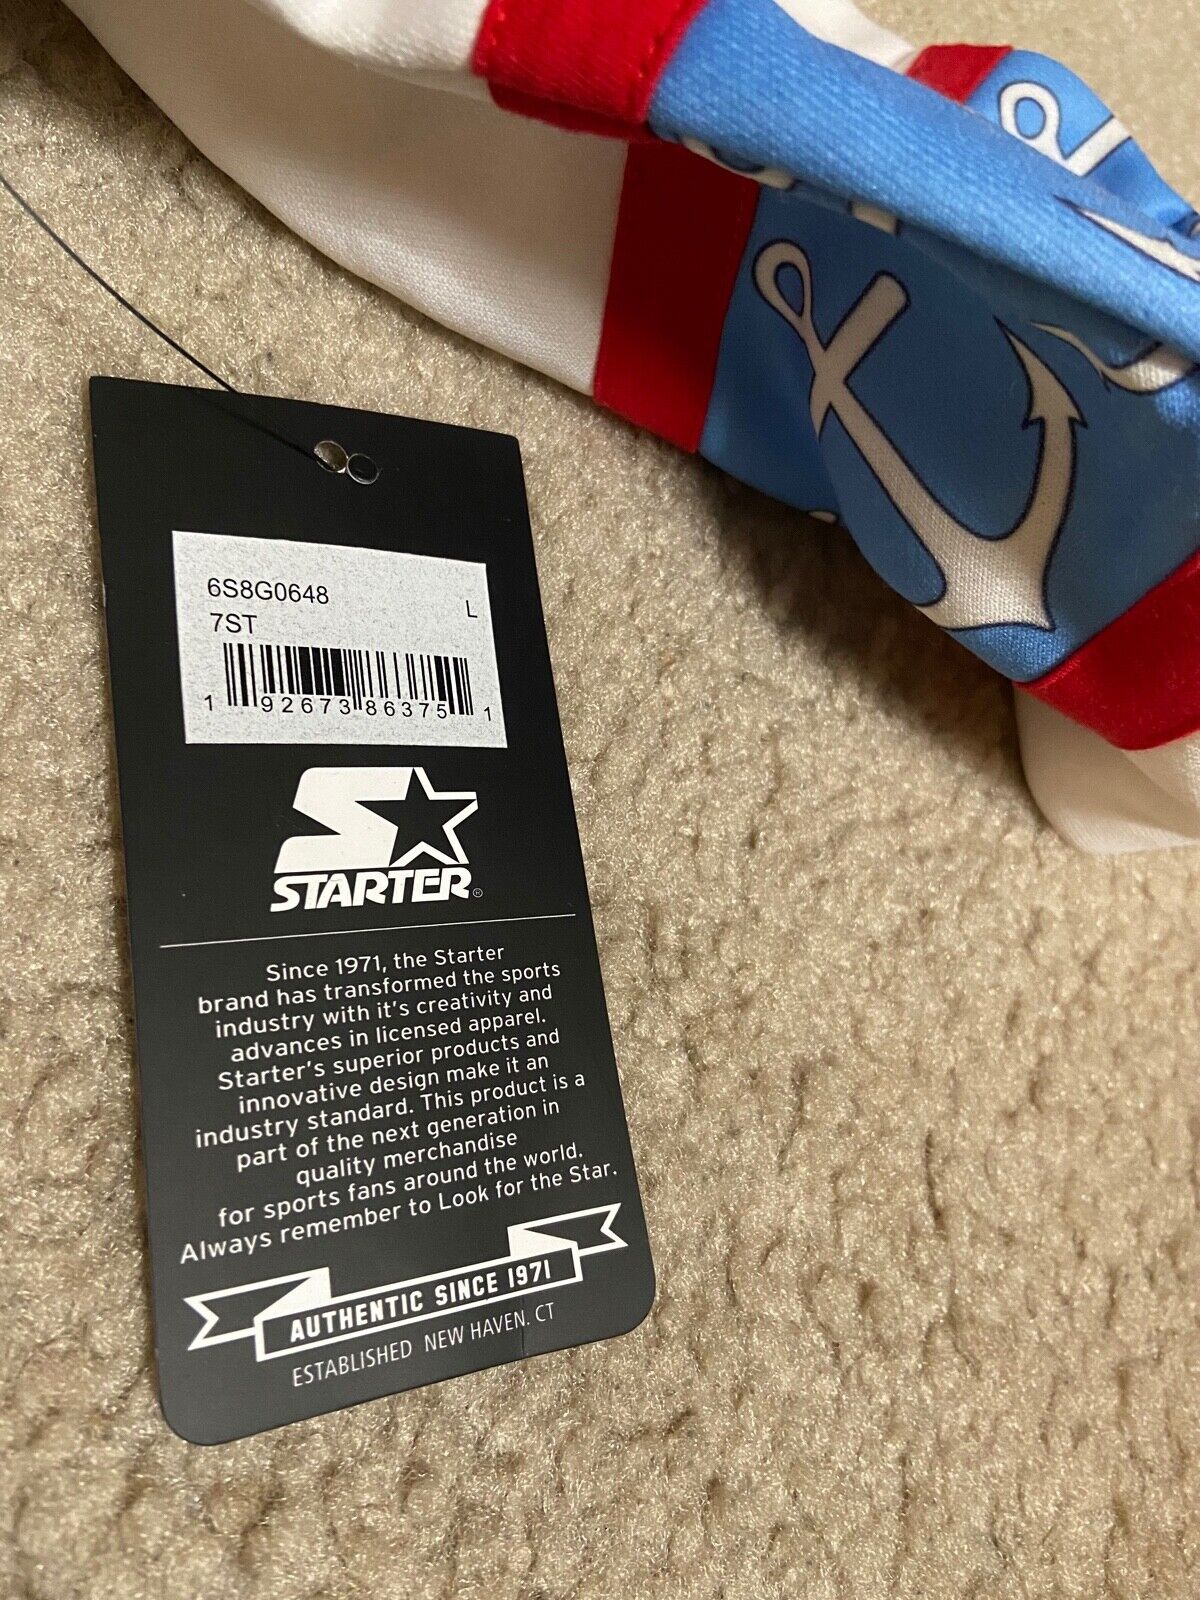 6S8G0648
L
7ST
1 92673 86375 1
STARTER®
Since 1971, the Starter
brand has transformed the sports
industry with it's creativity and
advances in licensed apparel.
Starter's superior products and
innovative design make it an
industry standard. This product is a
part of the next generation in
quality merchandise
for sports fans around the world.
Always remember to Look for the Star.
AUTHENTIC SINCE 1971
ESTABLISHED NEW HAVEN. CT